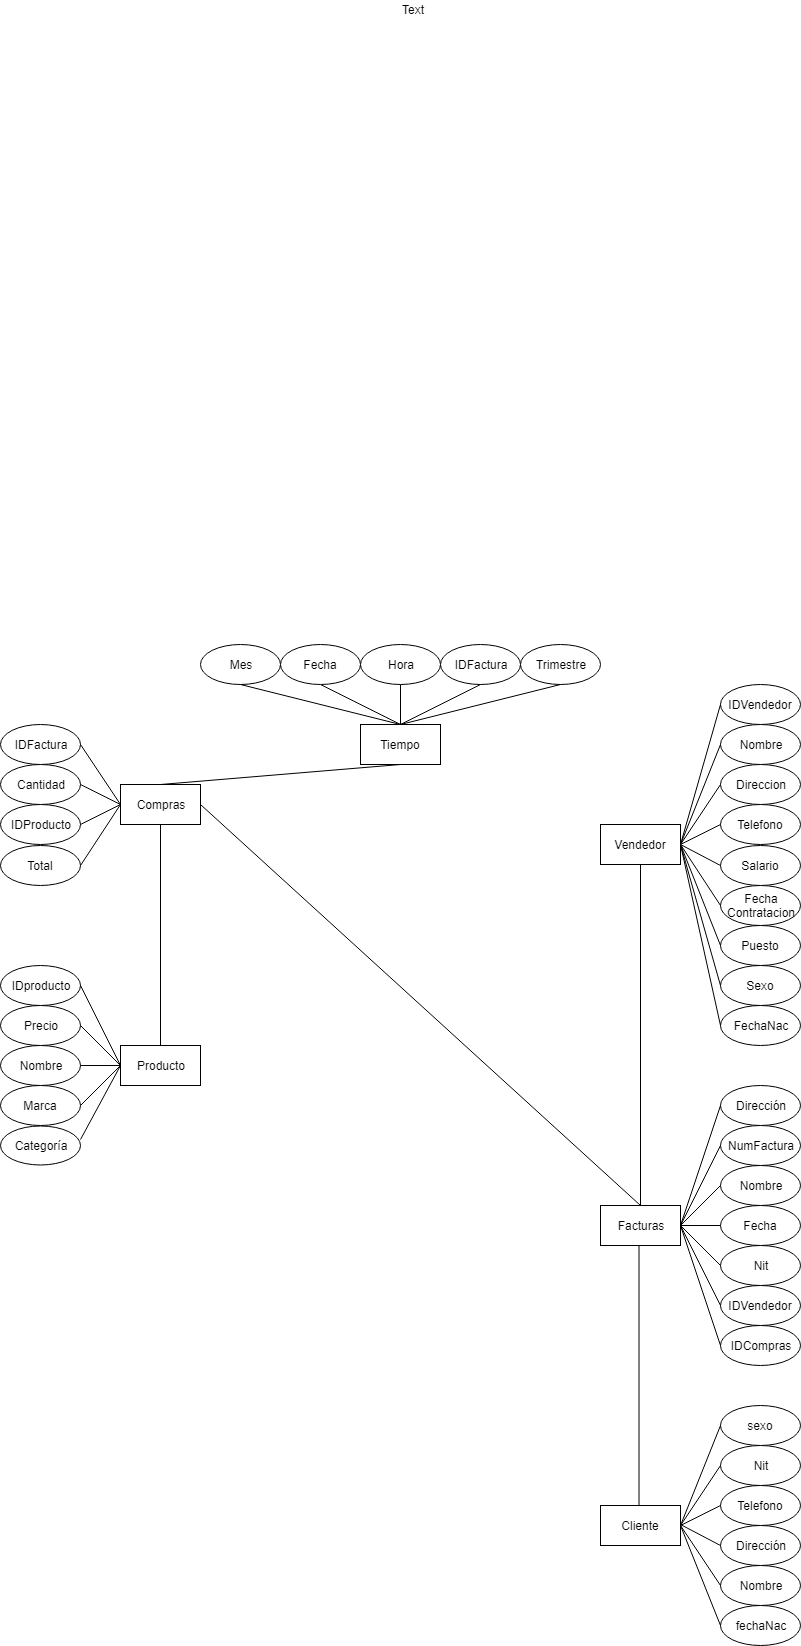 Text
Mes
Fecha
Hora
IDFactura
Trimestre
Tiempo
IDFactura
Cantidad
IDProducto
Total
Compras
IDVendedor
Nombre
Direccion
Telefono
Salario
Fecha
Contratacion
Puesto
Sexo
FechaNac
Vendedor
IDproducto
Precio
Nombre
Marca
Categoría
Producto
Dirección
NumFactura
Nombre
Fecha
Nit
IDVendedor
IDCompras
Facturas
sexo
Nit
Telefono
Dirección
Nombre
fechaNac
Cliente